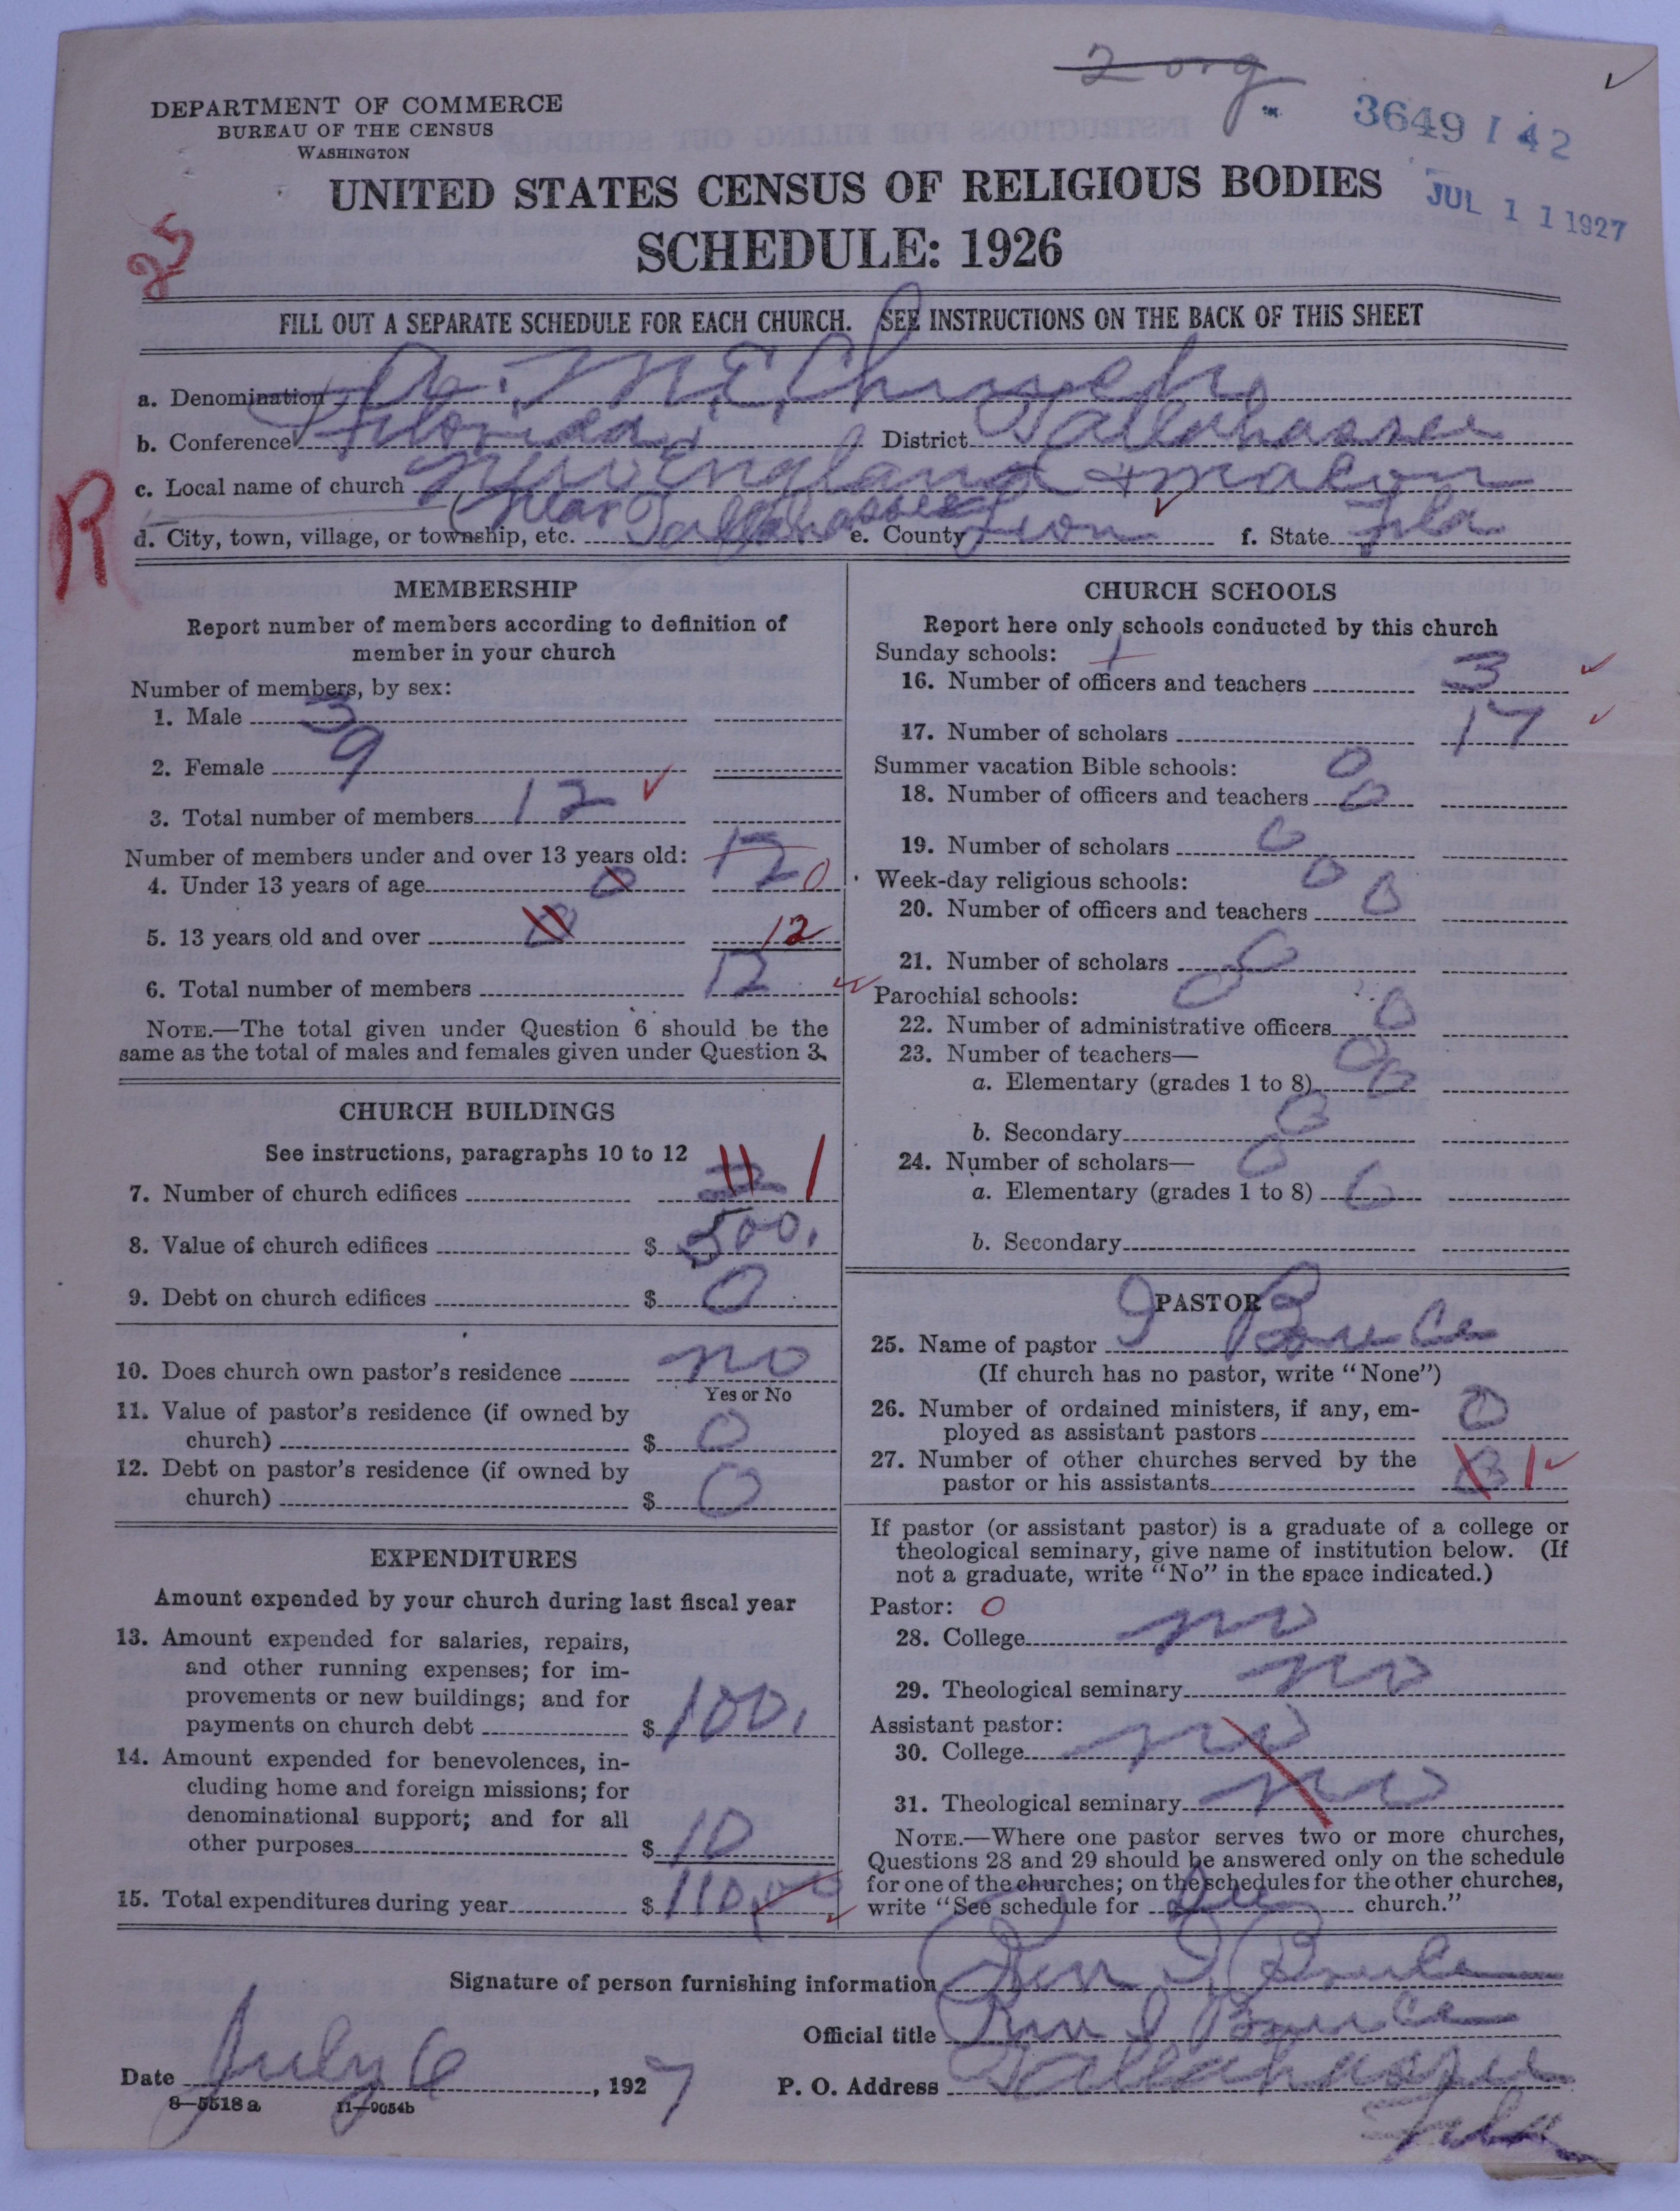 2 org
3649 I 42
JUL 11 1927
DEPARTMENT OF COMMERCE
BUREAU OF THE CENSUS
WASHINGTON
UNITED STATES CENSUS OF RELIGIOUS BODIES
SCHEDULE: 1926
25
FILL OUT A SEPARATE SCHEDULE FOR EACH CHURCH. SEE INSTRUCTIONS ON THE BACK OF THIS SHEET
a. Denomination A. M. E. Church
b. Conference Florida District Tallahassee
c. Local name of church New England + Macon
R
d. City, town, village, or township, etc. (Near Tallahassee) e. County Leon f. State Fla
MEMBERSHIP
Report number of members according to definition of
member in your church
Number of members, by sex:
1. Male 3
2. Female 9
3. Total number of members 12
Number of members under and over 13 years old: 12
4. Under 13 years of age 0 0
5. 13 years old and over 0 12
6. Total number of members 12
NOTE.—The total given under Question 6 should be the
same as the total of males and females given under Question 3.
CHURCH BUILDINGS
See instructions, paragraphs 10 to 12
7. Number of church edifices 2 1
8. Value of church edifices $ 500.
9. Debt on church edifices $ 0
10. Does church own pastor's residence no
Yes or No
11. Value of pastor's residence (if owned by
church) $ 0
12. Debt on pastor's residence (if owned by
church) $ 0
EXPENDITURES
Amount expended by your church during last fiscal year
13. Amount expended for salaries, repairs,
and other running expenses; for im-
provements or new buildings; and for
payments on church debt $ 100.
14. Amount expended for benevolences, in-
cluding home and foreign missions; for
denominational support; and for all
other purposes $ 10
15. Total expenditures during year $ 110.00
CHURCH SCHOOLS
Report here only schools conducted by this church
Sunday schools: 1
16. Number of officers and teachers 3
17. Number of scholars 17
Summer vacation Bible schools: 0
18. Number of officers and teachers 0
19. Number of scholars 0
Week-day religious schools: 0
20. Number of officers and teachers 0
21. Number of scholars 0
Parochial schools: 0
22. Number of administrative officers 0
23. Number of teachers— 0
a. Elementary (grades 1 to 8) 0
b. Secondary 0
24. Number of scholars— 0
a. Elementary (grades 1 to 8) 0
b. Secondary
PASTOR
25. Name of pastor I Bruce
(If church has no pastor, write "None")
26. Number of ordained ministers, if any, em-
ployed as assistant pastors 0
27. Number of other churches served by the
pastor or his assistants 1
If pastor (or assistant pastor) is a graduate of a college or
theological seminary, give name of institution below. (If
not a graduate, write "No" in the space indicated.)
Pastor: 0
28. College no
29. Theological seminary no
Assistant pastor:
30. College no
31. Theological seminary no
NOTE.—Where one pastor serves two or more churches,
Questions 28 and 29 should be answered only on the schedule
for one of the churches; on the schedules for the other churches,
write "See schedule for church."
Signature of person furnishing information Rev I Bruce
Official title Rev I Bruce
Date July 6, 1927 P. O. Address Tallahassee
Fla
8—5518 a 11—9054b